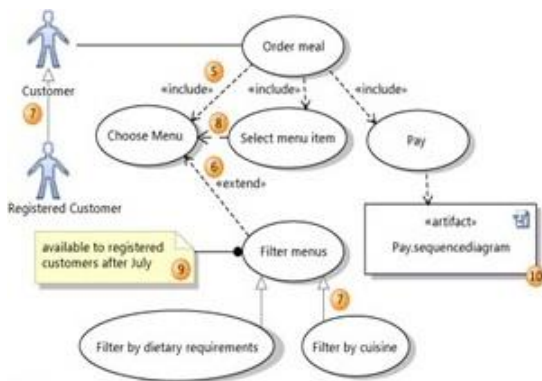 Order meal
Customer
5
«include»
«include»
«include»
7
8
Choose Menu
Select menu item
Pay
6
«extend»
Registered Customer
«artifact»
Pay.sequencediagram
10
available to registered
customers after July
9
Filter menus
7
Filter by dietary requirements
Filter by cuisine